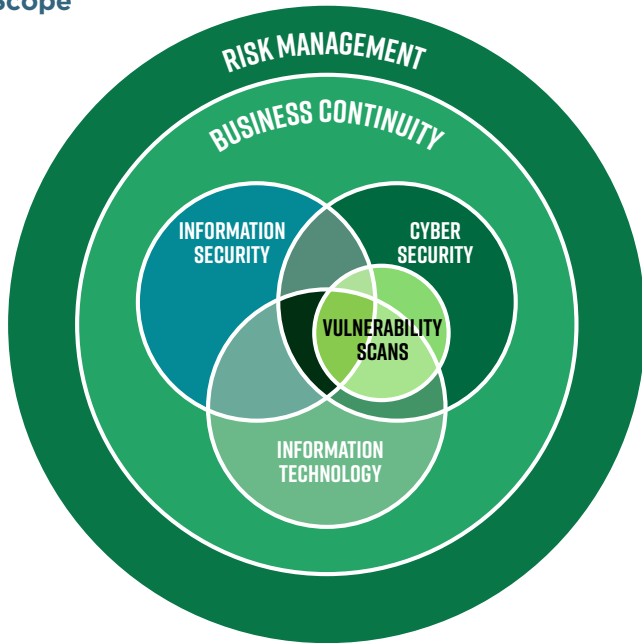 Scope
RISK MANAGEMENT
BUSINESS CONTINUITY
INFORMATION
SECURITY
CYBER
SECURITY
VULNERABILITY
SCANS
INFORMATION
TECHNOLOGY